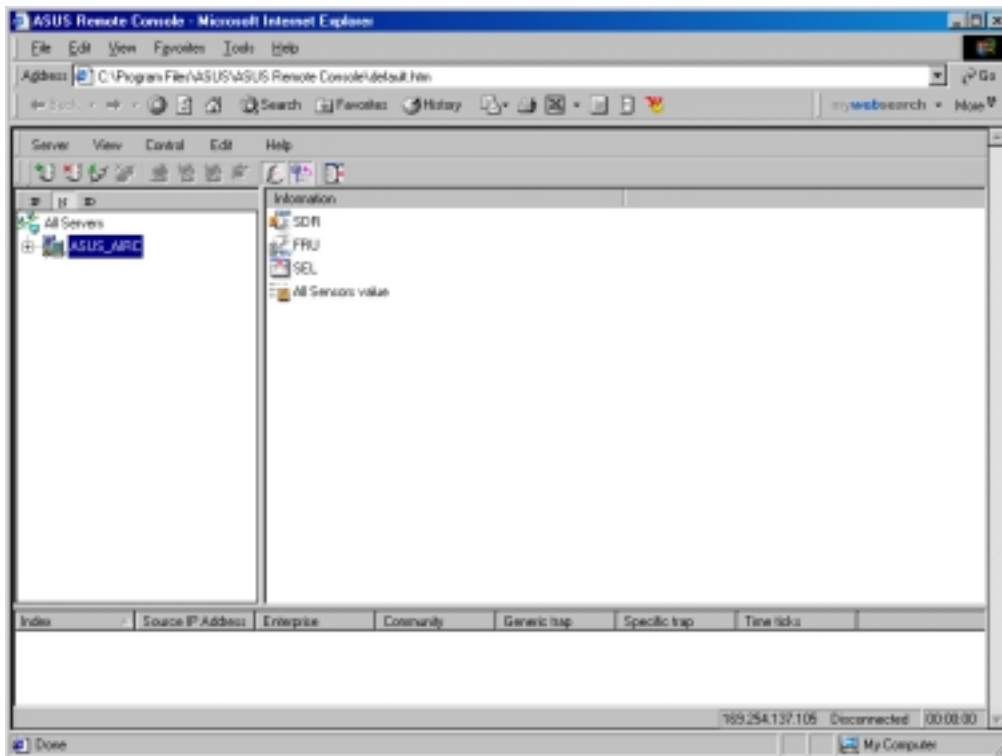 ASUS Remote Console - Microsoft Internet Explorer
File Edit View Favorites Tools Help
Address C:\Program Files\ASUS\ASUS Remote Console\default.htm Go
Back Search Favorites History mywebsearch More
Server View Control Edit Help
Information
All Servers
ASUS_AIRC
SDR
FRU
SEL
All Sensors value
Index Source IP Address Enterprise Community Generic trap Specific trap Time ticks
169.254.137.105 Disconnected 00:00:00
Done My Computer